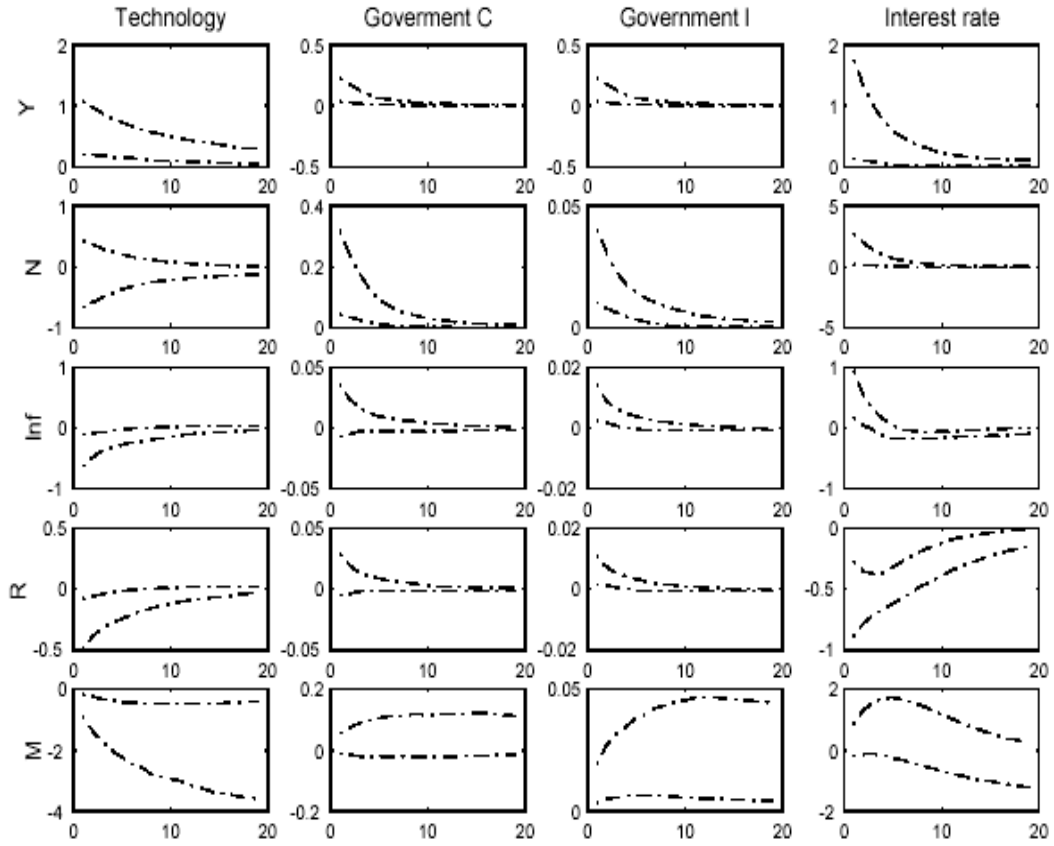 Technology Goverment C Government I Interest rate
2 0.5 0.5 2
Y 1 0 0 1
0 -0.5 -0.5 0
0 10 20 0 10 20 0 10 20 0 10 20
1 0.4 0.05 5
N 0 0.2 0
-1 0 0 -5
0 10 20 0 10 20 0 10 20 0 10 20
1 0.05 0.02 1
Inf 0 0 0 0
-1 -0.05 -0.02 -1
0 10 20 0 10 20 0 10 20 0 10 20
0.5 0.05 0.02 0
R 0 0 0 -0.5
-0.5 -0.05 -0.02 -1
0 10 20 0 10 20 0 10 20 0 10 20
0 0.2 0.05 2
M -2 0 0
-4 -0.2 0 -2
0 10 20 0 10 20 0 10 20 0 10 20